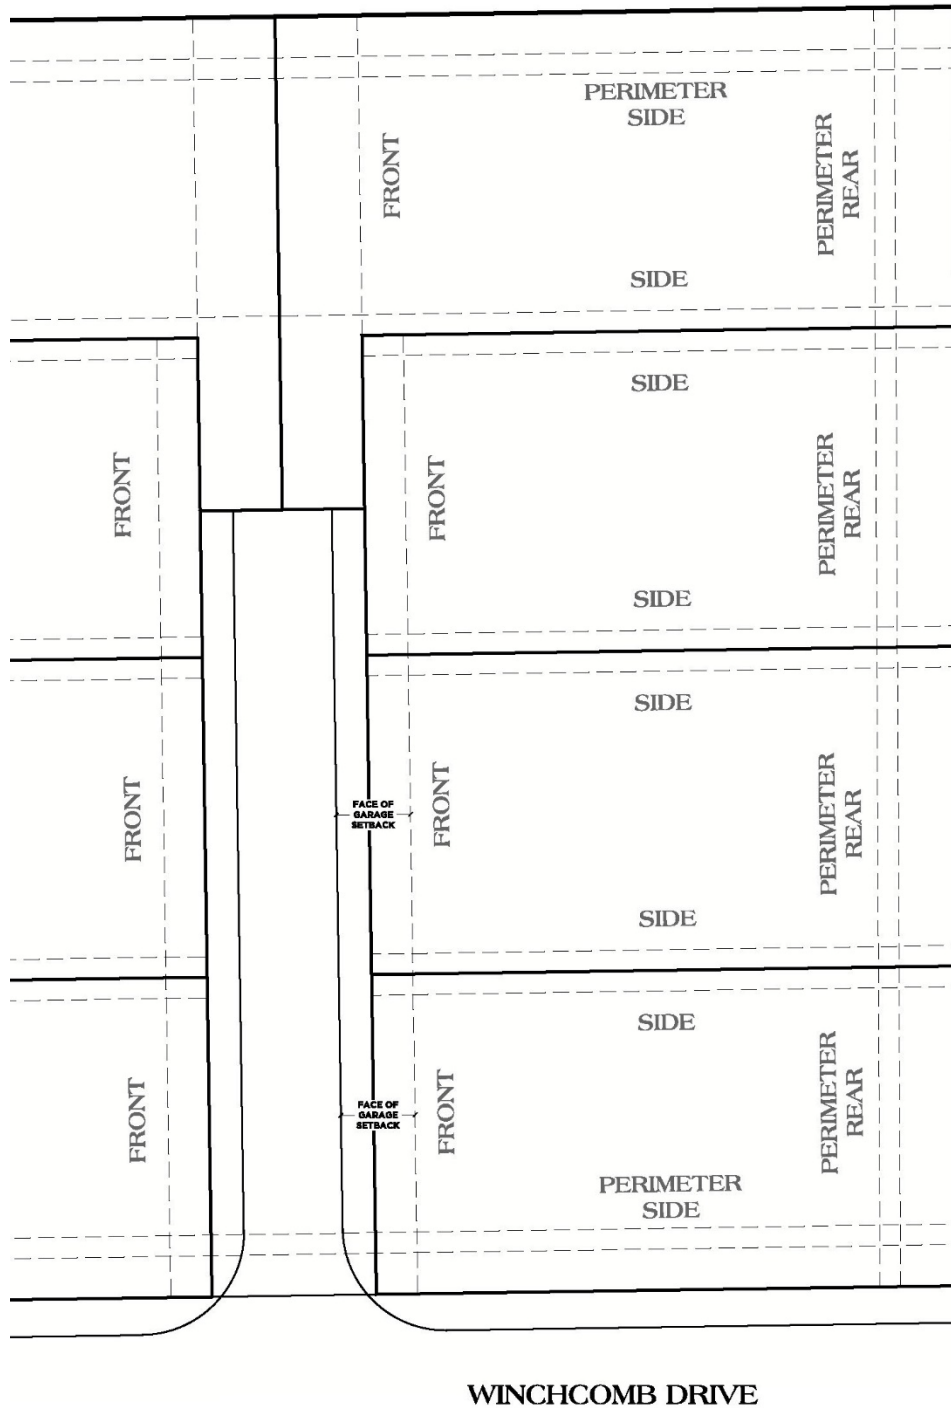 PERIMETER
SIDE
FRONT
PERIMETER
REAR
SIDE
SIDE
FRONT
FRONT
PERIMETER
REAR
SIDE
SIDE
FRONT
FACE OF
GARAGE
SETBACK
FRONT
PERIMETER
REAR
SIDE
SIDE
FRONT
FACE OF
GARAGE
SETBACK
FRONT
PERIMETER
REAR
PERIMETER
SIDE
WINCHCOMB DRIVE